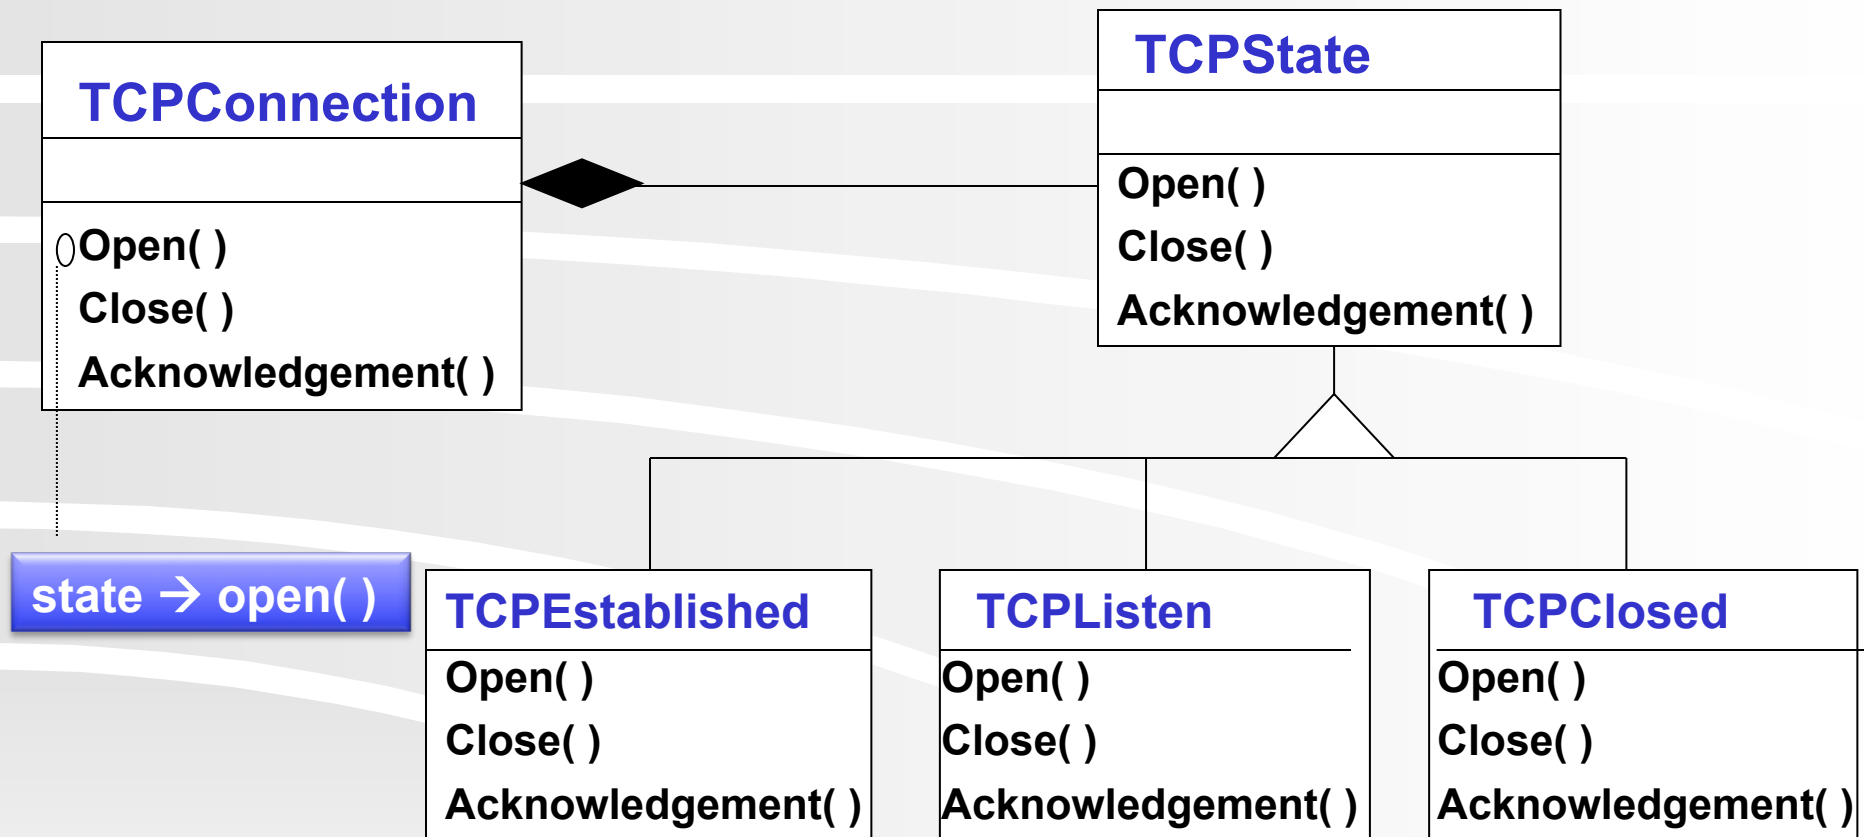 TCPConnection
Open( )
Close( )
Acknowledgement( )
TCPState
Open( )
Close( )
Acknowledgement( )
state → open( )
TCPEstablished
Open( )
Close( )
Acknowledgement( )
TCPListen
Open( )
Close( )
Acknowledgement( )
TCPClosed
Open( )
Close( )
Acknowledgement( )